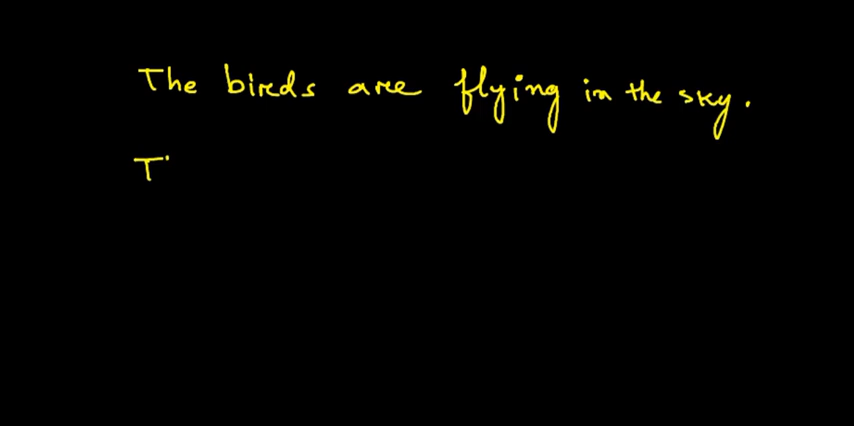 The birds are flying in the sky.
T